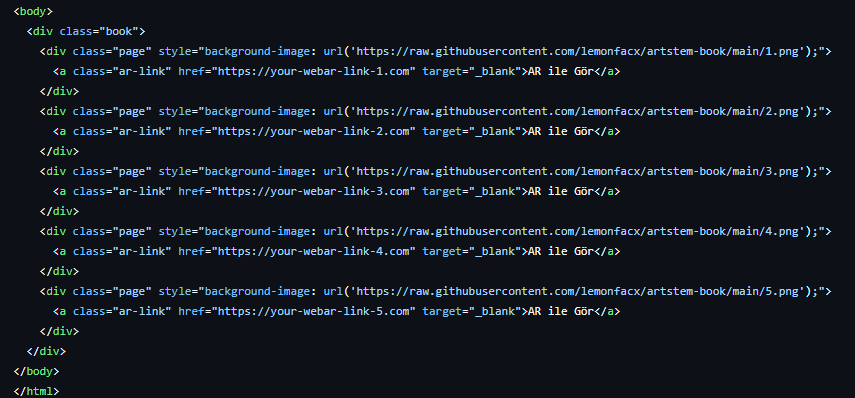 <body>
<div class="book">
<div class="page" style="background-image: url('https://raw.githubusercontent.com/lemonfacx/artstem-book/main/1.png');">
<a class="ar-link" href="https://your-webar-link-1.com" target="_blank">AR ile Gör</a>
</div>
<div class="page" style="background-image: url('https://raw.githubusercontent.com/lemonfacx/artstem-book/main/2.png');">
<a class="ar-link" href="https://your-webar-link-2.com" target="_blank">AR ile Gör</a>
</div>
<div class="page" style="background-image: url('https://raw.githubusercontent.com/lemonfacx/artstem-book/main/3.png');">
<a class="ar-link" href="https://your-webar-link-3.com" target="_blank">AR ile Gör</a>
</div>
<div class="page" style="background-image: url('https://raw.githubusercontent.com/lemonfacx/artstem-book/main/4.png');">
<a class="ar-link" href="https://your-webar-link-4.com" target="_blank">AR ile Gör</a>
</div>
<div class="page" style="background-image: url('https://raw.githubusercontent.com/lemonfacx/artstem-book/main/5.png');">
<a class="ar-link" href="https://your-webar-link-5.com" target="_blank">AR ile Gör</a>
</div>
</div>
</body>
</html>